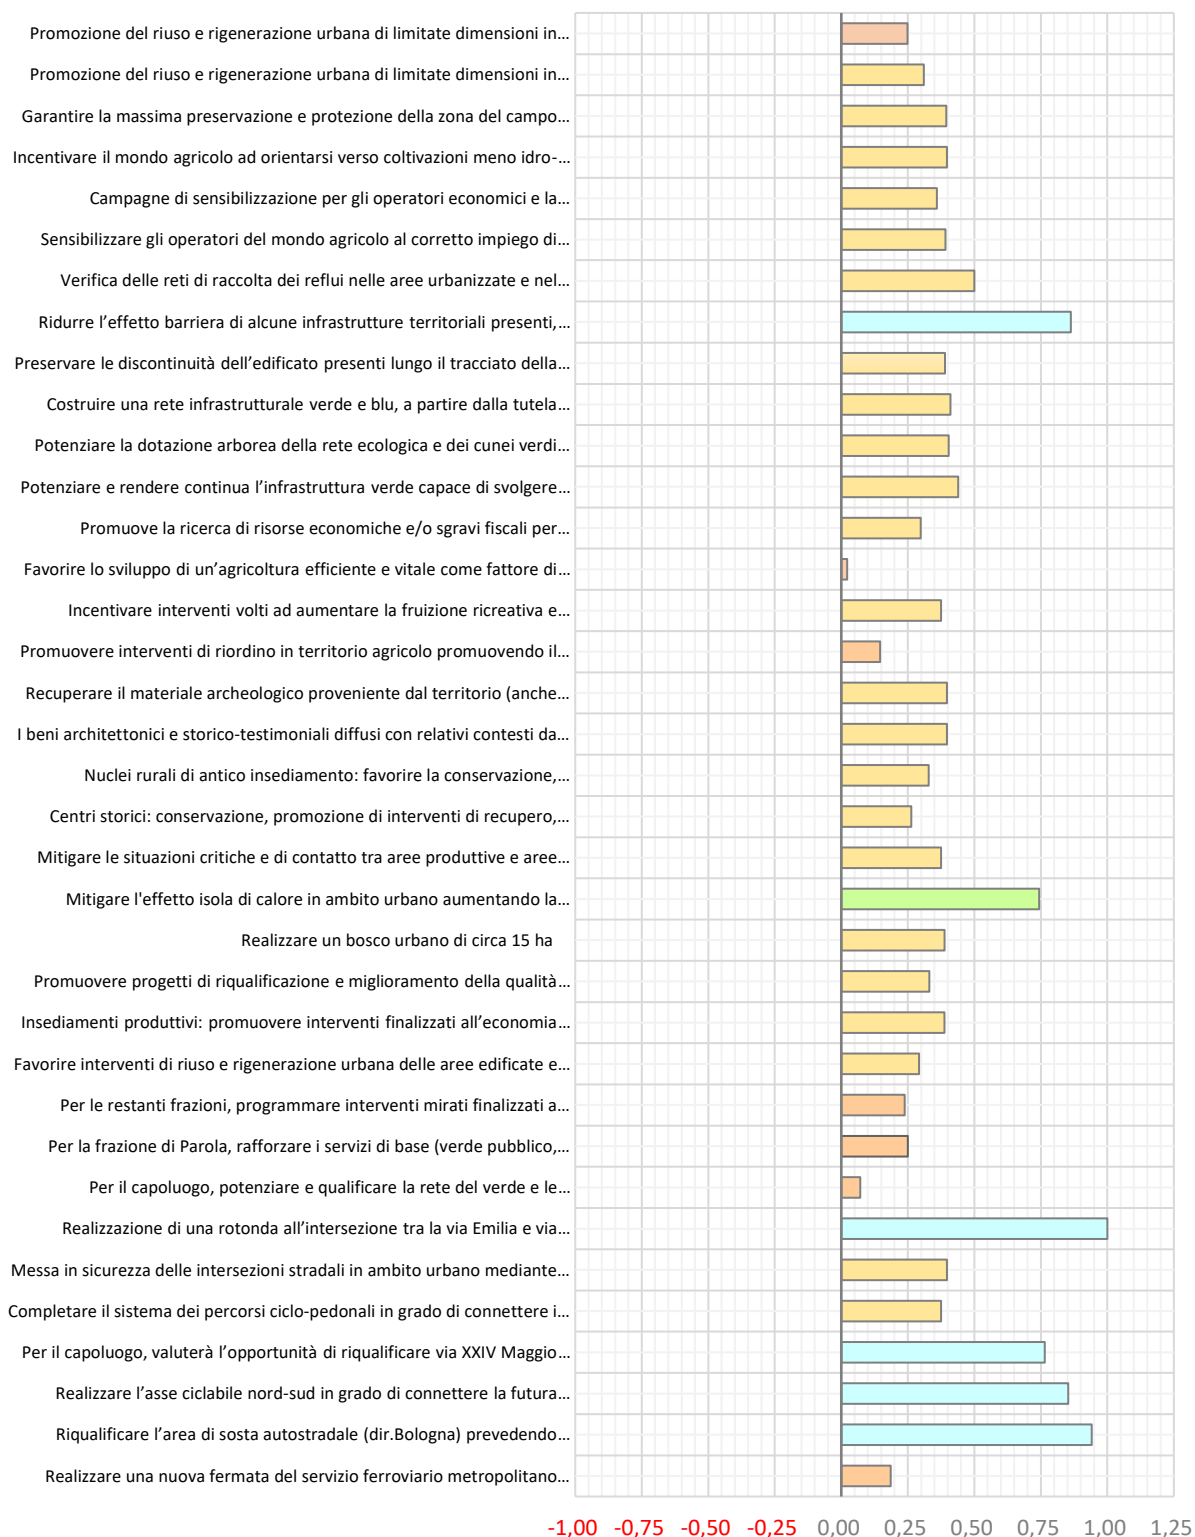 Promozione del riuso e rigenerazione urbana di limitate dimensioni in…
Promozione del riuso e rigenerazione urbana di limitate dimensioni in…
Garantire la massima preservazione e protezione della zona del campo…
Incentivare il mondo agricolo ad orientarsi verso coltivazioni meno idro-…
Campagne di sensibilizzazione per gli operatori economici e la…
Sensibilizzare gli operatori del mondo agricolo al corretto impiego di…
Verifica delle reti di raccolta dei reflui nelle aree urbanizzate e nel…
Ridurre l’effetto barriera di alcune infrastrutture territoriali presenti,…
Preservare le discontinuità dell’edificato presenti lungo il tracciato della…
Costruire una rete infrastrutturale verde e blu, a partire dalla tutela…
Potenziare la dotazione arborea della rete ecologica e dei cunei verdi…
Potenziare e rendere continua l’infrastruttura verde capace di svolgere…
Promuove la ricerca di risorse economiche e/o sgravi fiscali per…
Favorire lo sviluppo di un’agricoltura efficiente e vitale come fattore di…
Incentivare interventi volti ad aumentare la fruizione ricreativa e…
Promuovere interventi di riordino in territorio agricolo promuovendo il…
Recuperare il materiale archeologico proveniente dal territorio (anche…
I beni architettonici e storico-testimoniali diffusi con relativi contesti da…
Nuclei rurali di antico insediamento: favorire la conservazione,…
Centri storici: conservazione, promozione di interventi di recupero,…
Mitigare le situazioni critiche e di contatto tra aree produttive e aree…
Mitigare l'effetto isola di calore in ambito urbano aumentando la…
Realizzare un bosco urbano di circa 15 ha
Promuovere progetti di riqualificazione e miglioramento della qualità…
Insediamenti produttivi: promuovere interventi finalizzati all’economia…
Favorire interventi di riuso e rigenerazione urbana delle aree edificate e…
Per le restanti frazioni, programmare interventi mirati finalizzati a…
Per la frazione di Parola, rafforzare i servizi di base (verde pubblico,…
Per il capoluogo, potenziare e qualificare la rete del verde e le…
Realizzazione di una rotonda all’intersezione tra la via Emilia e via…
Messa in sicurezza delle intersezioni stradali in ambito urbano mediante…
Completare il sistema dei percorsi ciclo-pedonali in grado di connettere i…
Per il capoluogo, valuterà l’opportunità di riqualificare via XXIV Maggio…
Realizzare l’asse ciclabile nord-sud in grado di connettere la futura…
Riqualificare l’area di sosta autostradale (dir.Bologna) prevedendo…
Realizzare una nuova fermata del servizio ferroviario metropolitano…
-1,00 -0,75 -0,50 -0,25 0,00 0,25 0,50 0,75 1,00 1,25